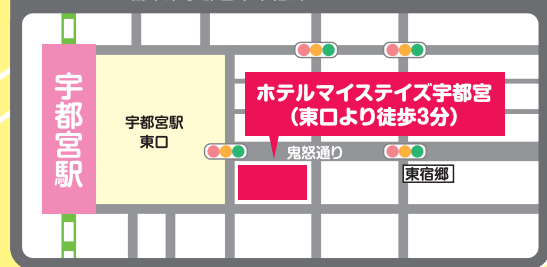 宇都宮駅
宇都宮駅
東口
ホテルマイステイズ宇都宮
（東口より徒歩3分）
鬼怒通り
東宿郷